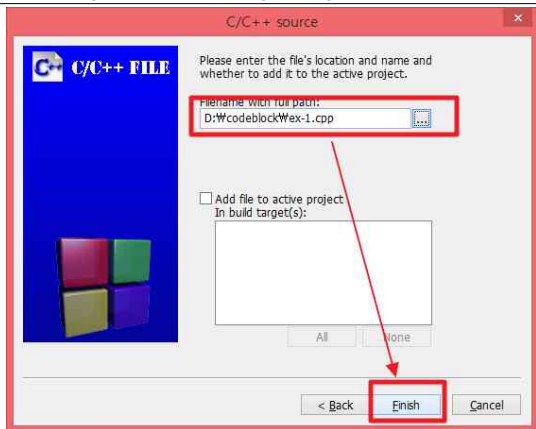 C/C++ source
C/C++ FILE
Please enter the file's location and name and
whether to add it to the active project.
Filename with full path:
D:₩codeblock₩ex-1.cpp
...
Add file to active project
In build target(s):
All
None
< Back
Finish
Cancel